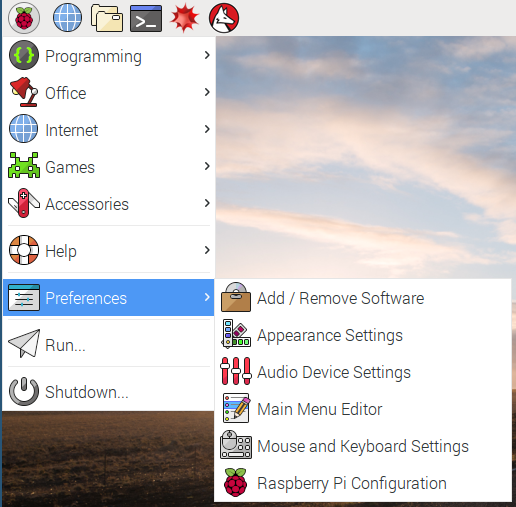 Programming
Office
Internet
Games
Accessories
Help
Preferences
Run...
Shutdown...
Add / Remove Software
Appearance Settings
Audio Device Settings
Main Menu Editor
Mouse and Keyboard Settings
Raspberry Pi Configuration